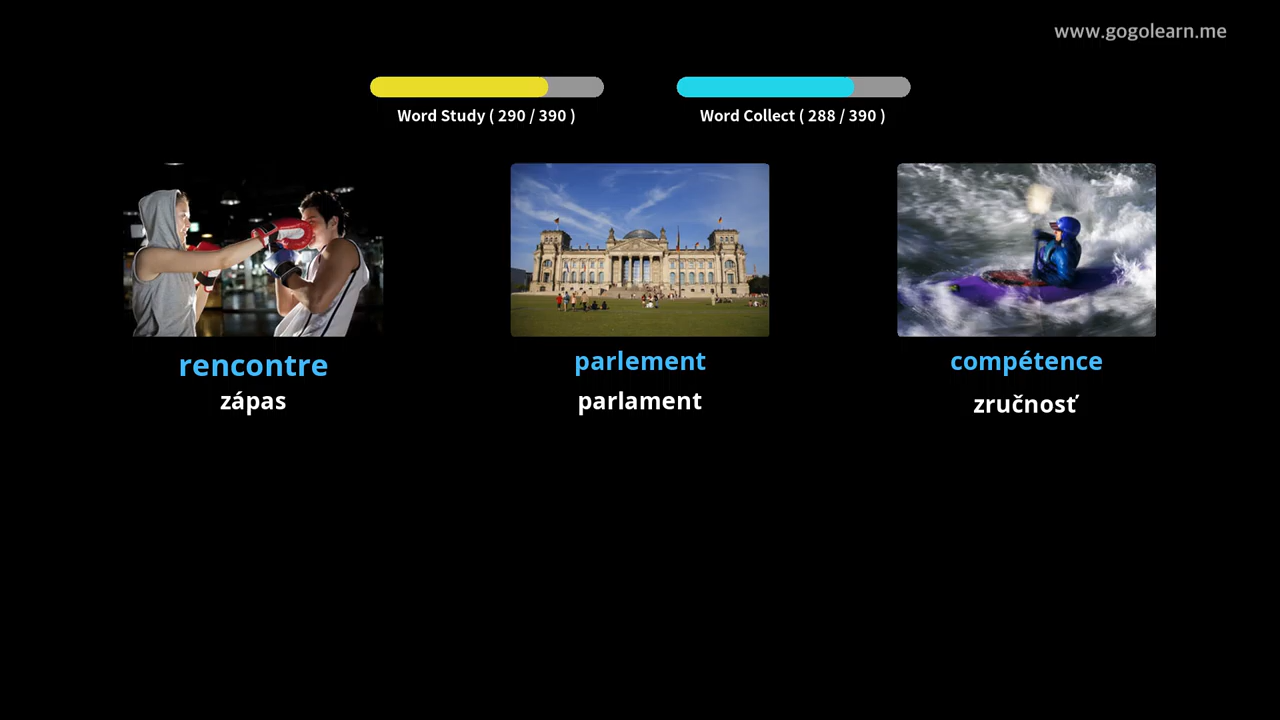 www.gogolearn.me
Word Study ( 290 / 390 )
Word Collect ( 288 / 390 )
rencontre
zápas
parlement
parlament
compétence
zručnosť